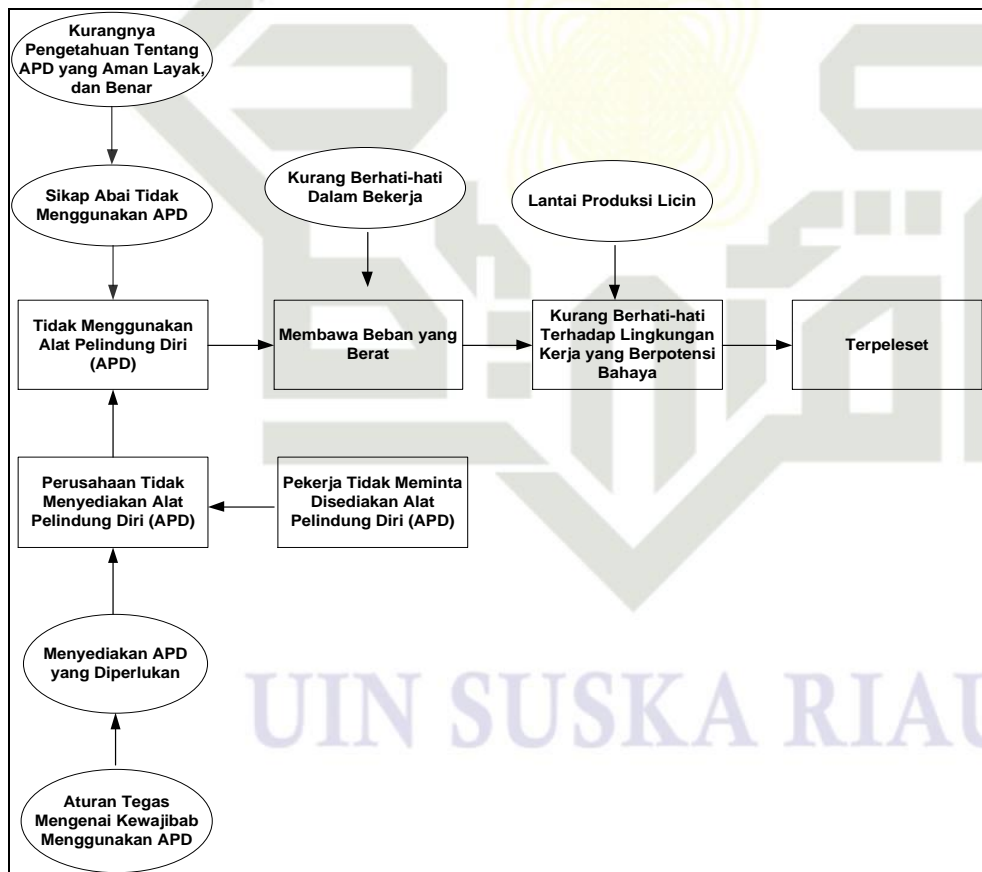 Kurangnya
Pengetahuan Tentang
APD yang Aman Layak,
dan Benar
Sikap Abai Tidak
Menggunakan APD
Kurang Berhati-hati
Dalam Bekerja
Lantai Produksi Licin
Tidak Menggunakan
Alat Pelindung Diri
(APD)
Membawa Beban yang
Berat
Kurang Berhati-hati
Terhadap Lingkungan
Kerja yang Berpotensi
Bahaya
Terpeleset
Perusahaan Tidak
Menyediakan Alat
Pelindung Diri (APD)
Pekerja Tidak Meminta
Disediakan Alat
Pelindung Diri (APD)
Menyediakan APD
yang Diperlukan
UIN SUSKA RIAU
Aturan Tegas
Mengenai Kewajibab
Menggunakan APD